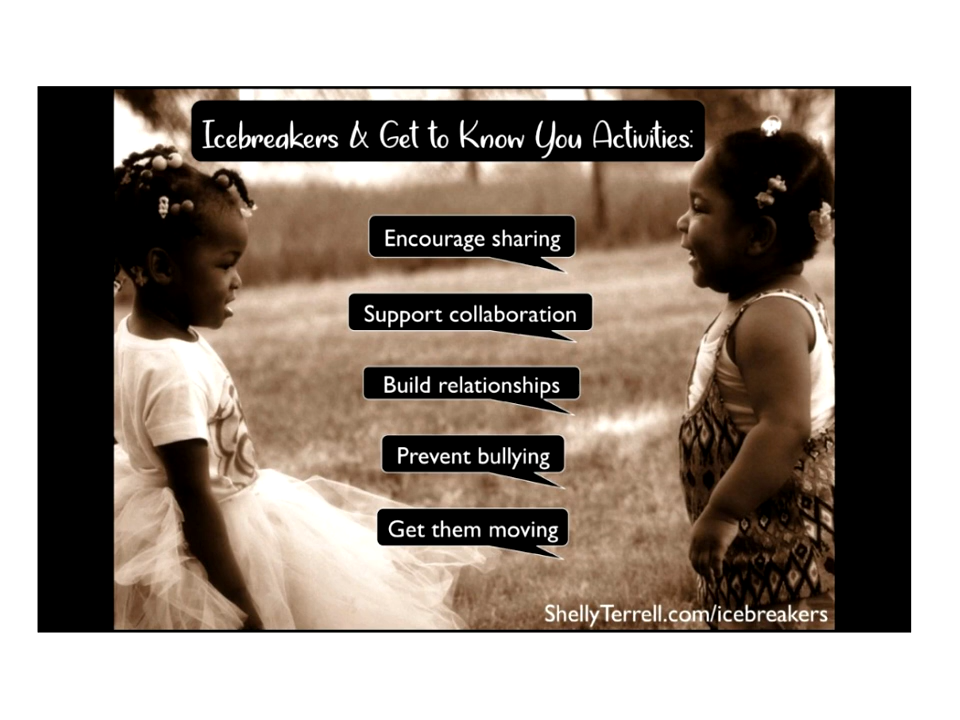 Icebreakers & Get to Know You Activities:
Encourage sharing
Support collaboration
Build relationships
Prevent bullying
Get them moving
ShellyTerrell.com/icebreakers